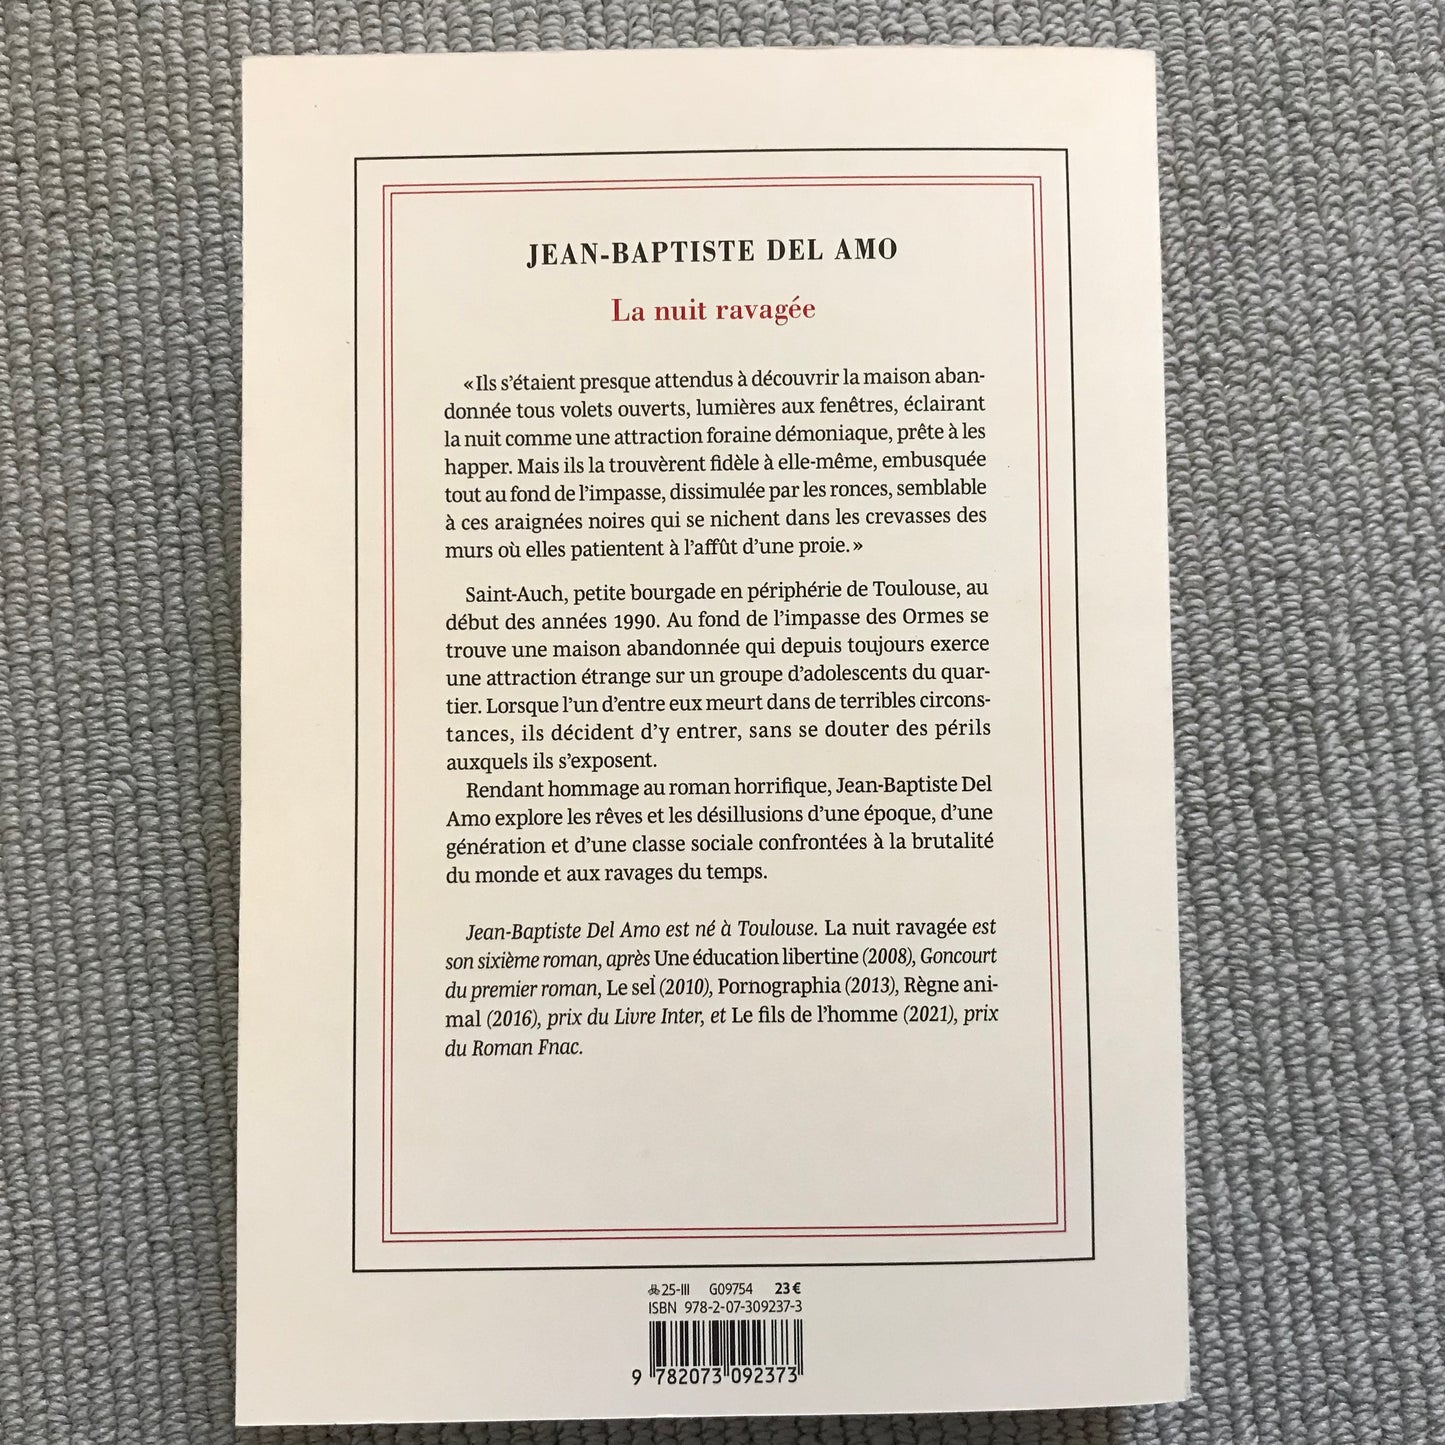 JEAN-BAPTISTE DEL AMO
La nuit ravagée
«Ils s’étaient presque attendus à découvrir la maison aban-
donnée tous volets ouverts, lumières aux fenêtres, éclairant
la nuit comme une attraction foraine démoniaque, prête à les
happer. Mais ils la trouvèrent fidèle à elle-même, embusquée
tout au fond de l’impasse, dissimulée par les ronces, semblable
à ces araignées noires qui se nichent dans les crevasses des
murs où elles patientent à l’affût d’une proie.»
Saint-Auch, petite bourgade en périphérie de Toulouse, au
début des années 1990. Au fond de l’impasse des Ormes se
trouve une maison abandonnée qui depuis toujours exerce
une attraction étrange sur un groupe d’adolescents du quar-
tier. Lorsque l’un d’entre eux meurt dans de terribles circons-
tances, ils décident d’y entrer, sans se douter des périls
auxquels ils s’exposent.
Rendant hommage au roman horrifique, Jean-Baptiste Del
Amo explore les rêves et les désillusions d’une époque, d’une
génération et d’une classe sociale confrontées à la brutalité
du monde et aux ravages du temps.
Jean-Baptiste Del Amo est né à Toulouse. La nuit ravagée est
son sixième roman, après Une éducation libertine (2008), Goncourt
du premier roman, Le sel (2010), Pornographia (2013), Règne ani-
mal (2016), prix du Livre Inter, et Le fils de l’homme (2021), prix
du Roman Fnac.
25-III G09754 23 €
ISBN 978-2-07-309237-3
9 782073 092373